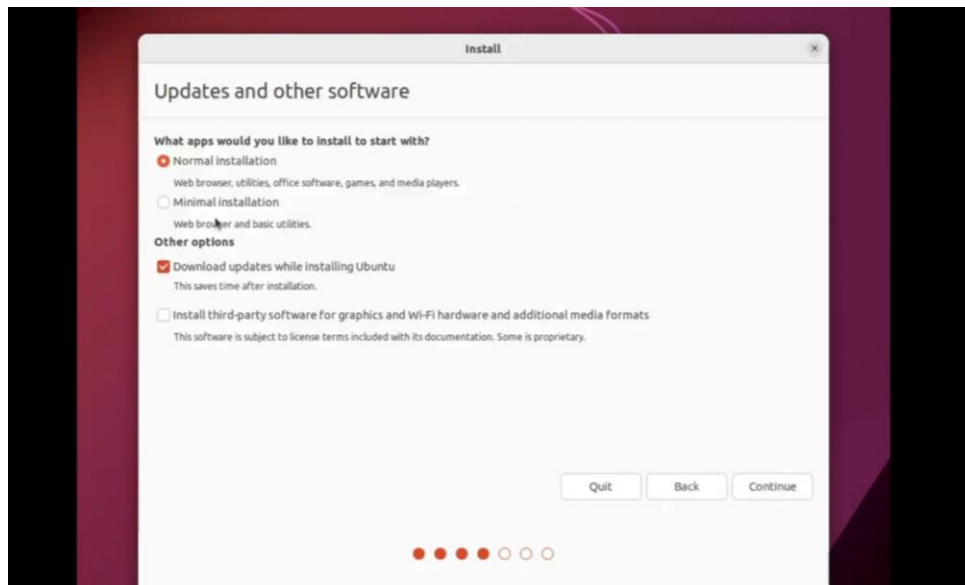 Install
Updates and other software
What apps would you like to install to start with?
Normal installation
Web browser, utilities, office software, games, and media players.
Minimal installation
Web browser and basic utilities.
Other options
Download updates while installing Ubuntu
This saves time after installation.
Install third-party software for graphics and Wi-Fi hardware and additional media formats
This software is subject to license terms included with its documentation. Some is proprietary.
Quit Back Continue